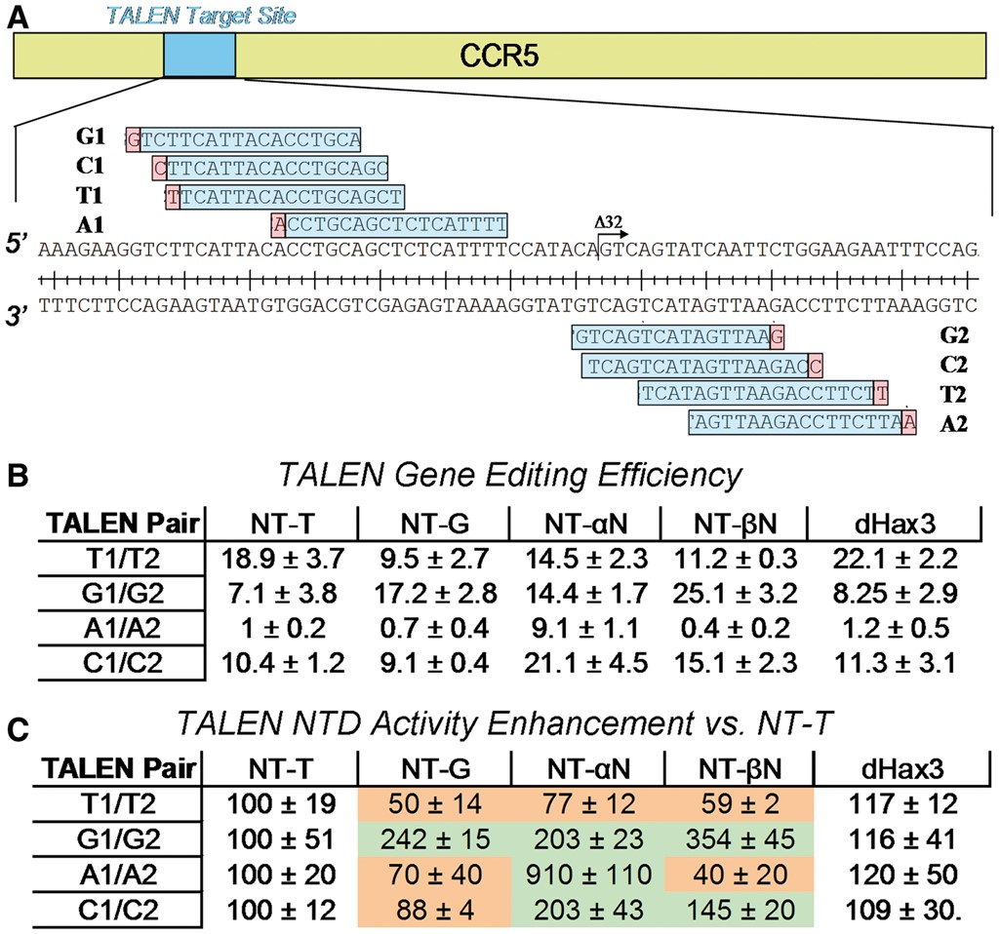 A
TALEN Target Site
CCR5
G1 GTCTTCATTACACCTGCA
C1 CTTCATTACACCTGCAGC
T1 TTCATTACACCTGCAGCT
A1 ACCTGCAGCTCTCATTTT
Δ32
5’ AAAGAAGGTCTTCATTACACCTGCAGCTCTCATTTTCCATACAGTCAGTATCAATTCTGGAAGAATTTCCAG
3’ TTTCTTCCAGAAGTAATGTGGACGTCGAGAGTAAAAGGTATGTCAGTCATAGTTAAGACCTTCTTAAAGGTC
GTCAGTCATAGTTAAG G2
TCAGTCATAGTTAAGACC C2
TCATAGTTAAGACCTTCTT T2
TAGTTAAGACCTTCTTAA A2
B TALEN Gene Editing Efficiency
TALEN Pair NT-T NT-G NT-αN NT-βN dHax3
T1/T2 18.9 ± 3.7 9.5 ± 2.7 14.5 ± 2.3 11.2 ± 0.3 22.1 ± 2.2
G1/G2 7.1 ± 3.8 17.2 ± 2.8 14.4 ± 1.7 25.1 ± 3.2 8.25 ± 2.9
A1/A2 1 ± 0.2 0.7 ± 0.4 9.1 ± 1.1 0.4 ± 0.2 1.2 ± 0.5
C1/C2 10.4 ± 1.2 9.1 ± 0.4 21.1 ± 4.5 15.1 ± 2.3 11.3 ± 3.1
C TALEN NTD Activity Enhancement vs. NT-T
TALEN Pair NT-T NT-G NT-αN NT-βN dHax3
T1/T2 100 ± 19 50 ± 14 77 ± 12 59 ± 2 117 ± 12
G1/G2 100 ± 51 242 ± 15 203 ± 23 354 ± 45 116 ± 41
A1/A2 100 ± 20 70 ± 40 910 ± 110 40 ± 20 120 ± 50
C1/C2 100 ± 12 88 ± 4 203 ± 43 145 ± 20 109 ± 30.